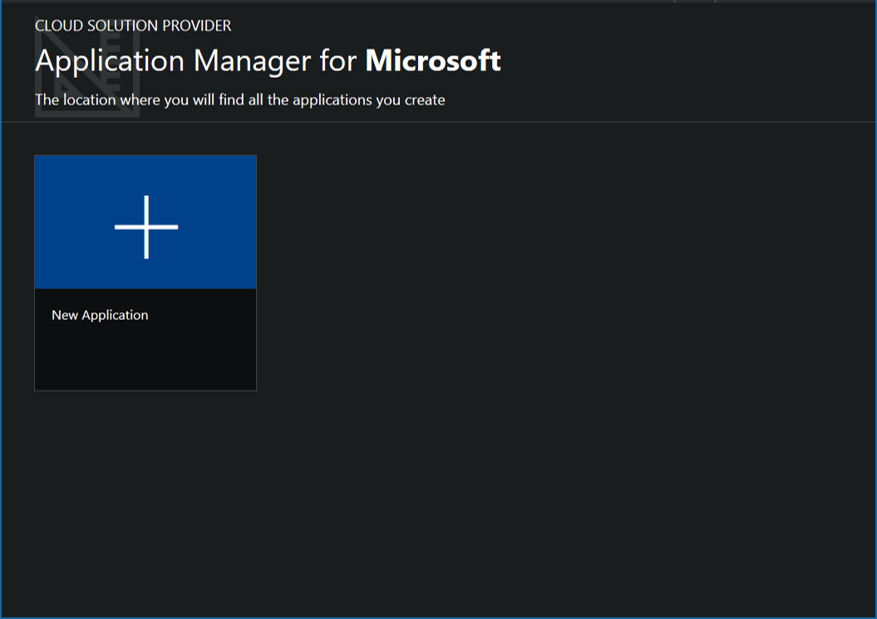 CLOUD SOLUTION PROVIDER
Application Manager for Microsoft
The location where you will find all the applications you create
New Application